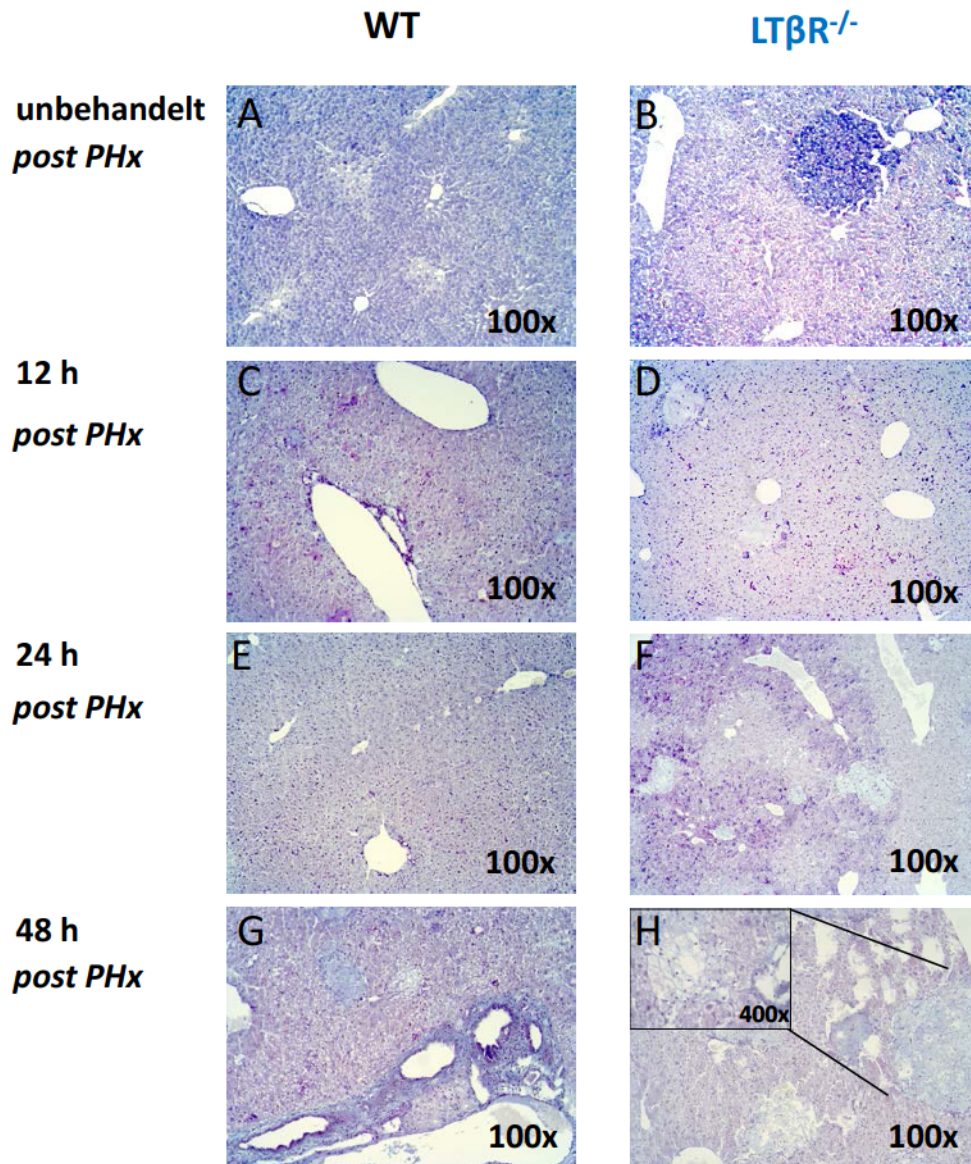 WT LTβR-/-
unbehandelt
post PHx
A
100x
B
100x
12 h
post PHx
C
100x
D
100x
24 h
post PHx
E
100x
F
100x
48 h
post PHx
G
100x
H
400x
100x